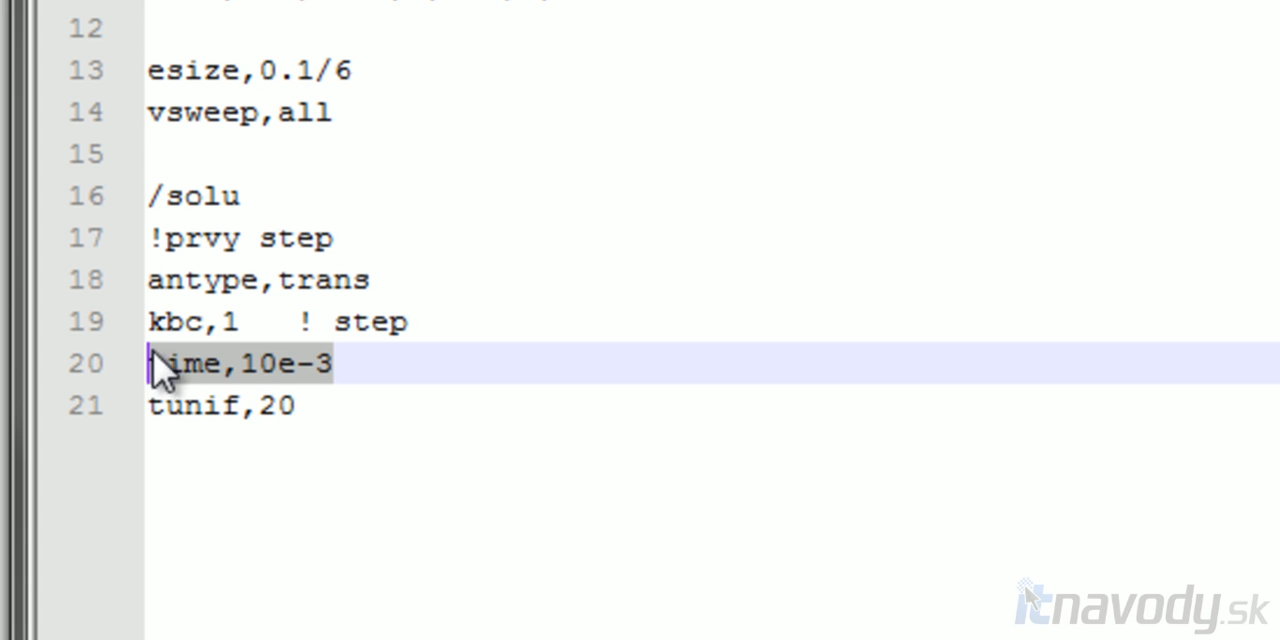 12
13 esize,0.1/6
14 vsweep,all
15
16 /solu
17 !prvy step
18 antype,trans
19 kbc,1   ! step
20 time,10e-3
21 tunif,20
itnavody.sk